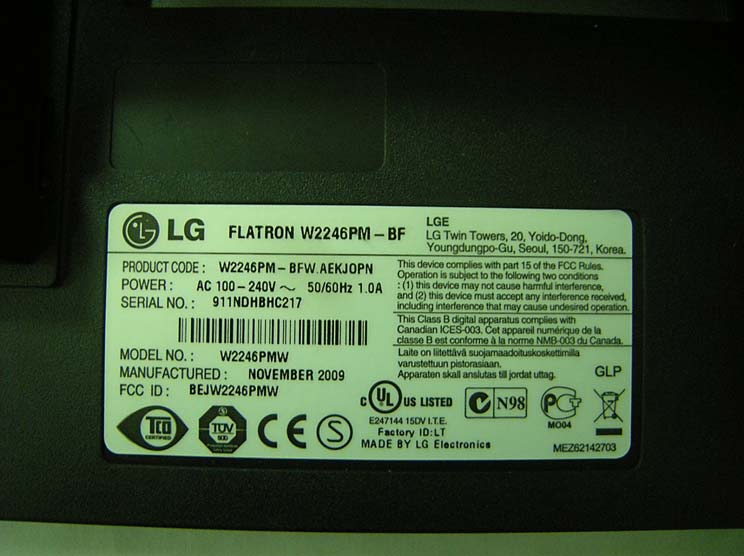 LG FLATRON W2246PM-BF
LGE
LG Twin Towers, 20, Yoido-Dong,
Youngdungpo-Gu, Seoul, 150-721, Korea.
PRODUCT CODE : W2246PM-BFW.AEKJOPN
POWER : AC 100-240V ~ 50/60Hz 1.0A
SERIAL NO. : 911NDHBHC217
This device complies with part 15 of the FCC Rules.
Operation is subject to the following two conditions
: (1) this device may not cause harmful interference,
and (2) this device must accept any interference received,
including interference that may cause undesired operation.
This Class B digital apparatus complies with
Canadian ICES-003. Cet appareil numérique de la
classe B est conforme à la norme NMB-003 du Canada.
MODEL NO. : W2246PMW
MANUFACTURED : NOVEMBER 2009
FCC ID : BEJW2246PMW
Laite on liitettävä suojamaadoituskoskettimilla
varustettuun pistorasiaan.
Apparaten skall anslutas till jordat uttag.
GLP
TCO
CERTIFIED
TÜV
CE
S
C UL US LISTED
E247144 15DV I.T.E.
Factory ID:LT
MADE BY LG Electronics
N98
PCT
MO04
MEZ62142703